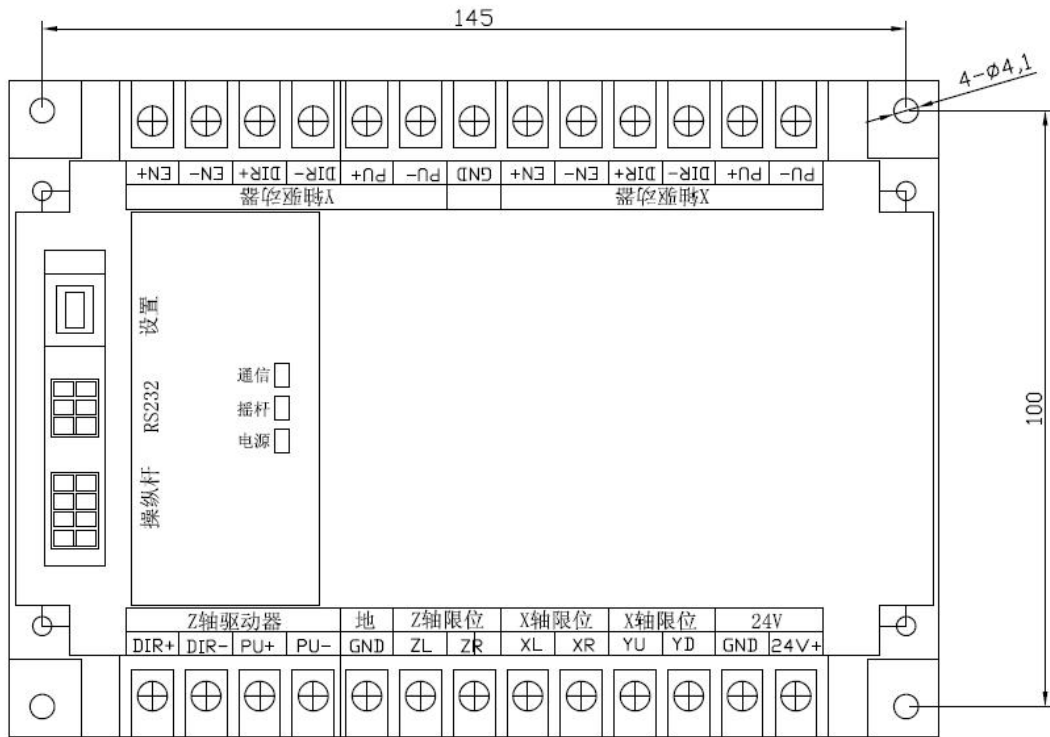 145
4-ø4,1
EN+ EN- DIR+ DIR- PU+ PU- GND EN+ EN- DIR+ DIR- PU+ PU-
Y轴驱动器 X轴驱动器
设置
RS232
操纵杆
通信
摇杆
电源
100
Z轴驱动器 地 Z轴限位 X轴限位 X轴限位 24V
DIR+ DIR- PU+ PU- GND ZL ZR XL XR YU YD GND 24V+